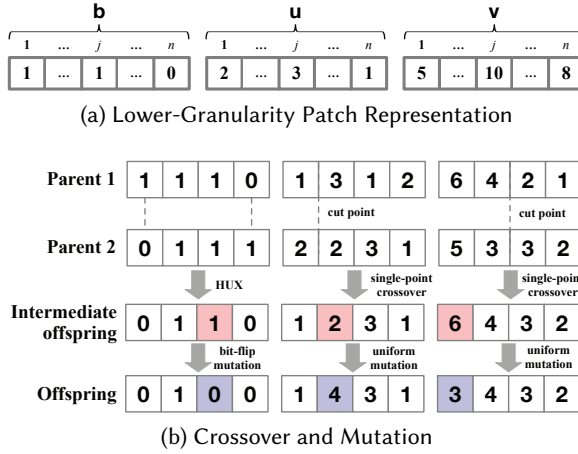 b u v
1 ... j ... n 1 ... j ... n 1 ... j ... n
1 ... 1 ... 0 2 ... 3 ... 1 5 ... 10 ... 8
(a) Lower-Granularity Patch Representation
Parent 1 1 1 1 0 1 3 1 2 6 4 2 1
cut point cut point
Parent 2 0 1 1 1 2 2 3 1 5 3 3 2
HUX single-point crossover single-point crossover
Intermediate offspring 0 1 1 0 1 2 3 1 6 4 3 2
bit-flip mutation uniform mutation uniform mutation
Offspring 0 1 0 0 1 4 3 1 3 4 3 2
(b) Crossover and Mutation